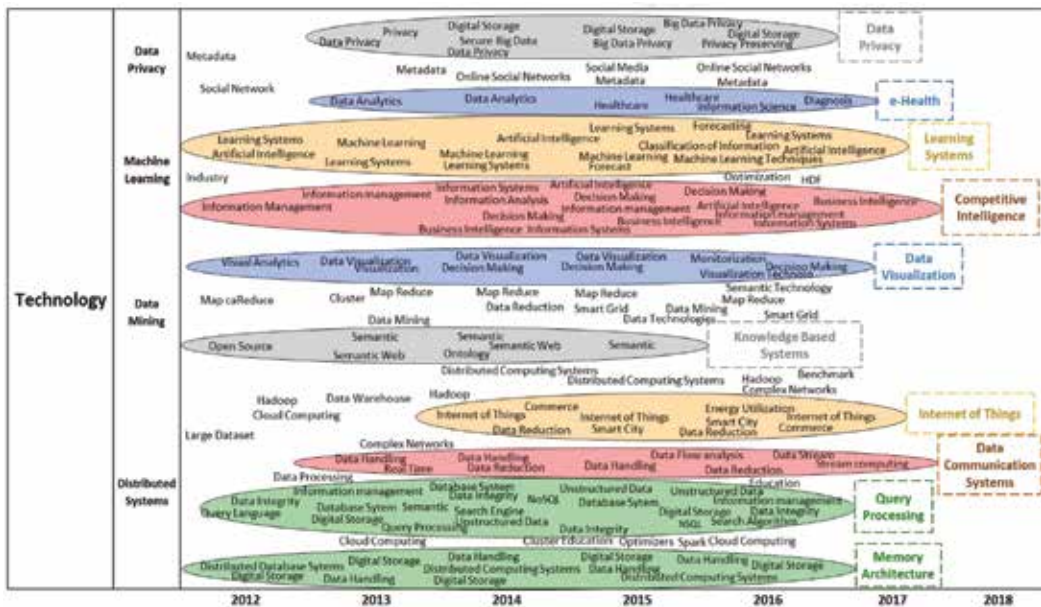 Technology
Data
Privacy
Machine
Learning
Data
Mining
Distributed
Systems
Metadata
Social Network
Privacy
Data Privacy
Digital Storage
Secure Big Data
Data Privacy
Digital Storage
Big Data Privacy
Big Data Privacy
Digital Storage
Privacy Preserving
Data
Privacy
Metadata
Online Social Networks
Social Media
Metadata
Online Social Networks
Metadata
Data Analytics
Data Analytics
Healthcare
Healthcare
Information Science
Diagnosis
e-Health
Learning Systems
Artificial Intelligence
Machine Learning
Learning Systems
Artificial Intelligence
Machine Learning
Learning Systems
Learning Systems
Machine Learning
Forecast
Forecasting
Learning Systems
Classification of Information
Artificial Intelligence
Machine Learning Techniques
Learning
Systems
Industry
Optimization
HDF
Information Management
Information management
Information Systems
Information Analysis
Decision Making
Business Intelligence
Information Systems
Artificial Intelligence
Decision Making
Information management
Business Intelligence
Decision Making
Artificial Intelligence
Information management
Information Systems
Business Intelligence
Competitive
Intelligence
Visual Analytics
Data Visualization
Visualization
Data Visualization
Decision Making
Data Visualization
Decision Making
Monitorization
Decision Making
Data
Visualization
Map caReduce
Cluster
Map Reduce
Data Mining
Map Reduce
Data Reduction
Map Reduce
Smart Grid
Data Technologies
Data Mining
Semantic Technology
Map Reduce
Smart Grid
Open Source
Semantic
Semantic Web
Semantic
Semantic Web
Ontology
Semantic
Knowledge Based
Systems
Distributed Computing Systems
Distributed Computing Systems
Hadoop
Benchmark
Complex Networks
Hadoop
Cloud Computing
Data Warehouse
Hadoop
Large Dataset
Complex Networks
Internet of Things
Commerce
Data Reduction
Internet of Things
Smart City
Energy Utilization
Smart City
Data Reduction
Internet of Things
Commerce
Internet of Things
Data Handling
Real Time
Data Handling
Data Reduction
Data Handling
Data Flow analysis
Data Reduction
Data Stream
Stream computing
Data
Communication
Systems
Data Processing
Education
Data Integrity
Query Language
Information management
Database Sytem
Semantic
Digital Storage
Query Processing
Database System
Data Integrity
NoSQL
Search Engine
Upstructured Data
Unstructured Data
Database Sytem
Data Integrity
Unstructured Data
Information management
Digital Storage
Data Integrity
NSQL
Search Algorithm
Query
Processing
Cloud Computing
Cluster Education
Optimizers
Spark
Cloud Computing
Distributed Database Sytems
Digital Storage
Digital Storage
Data Handling
Data Handling
Distributed Computing Systems
Digital Storage
Digital Storage
Data Handling
Data Handling
Distributed Computing Systems
Digital Storage
Memory
Architecture
2012
2013
2014
2015
2016
2017
2018